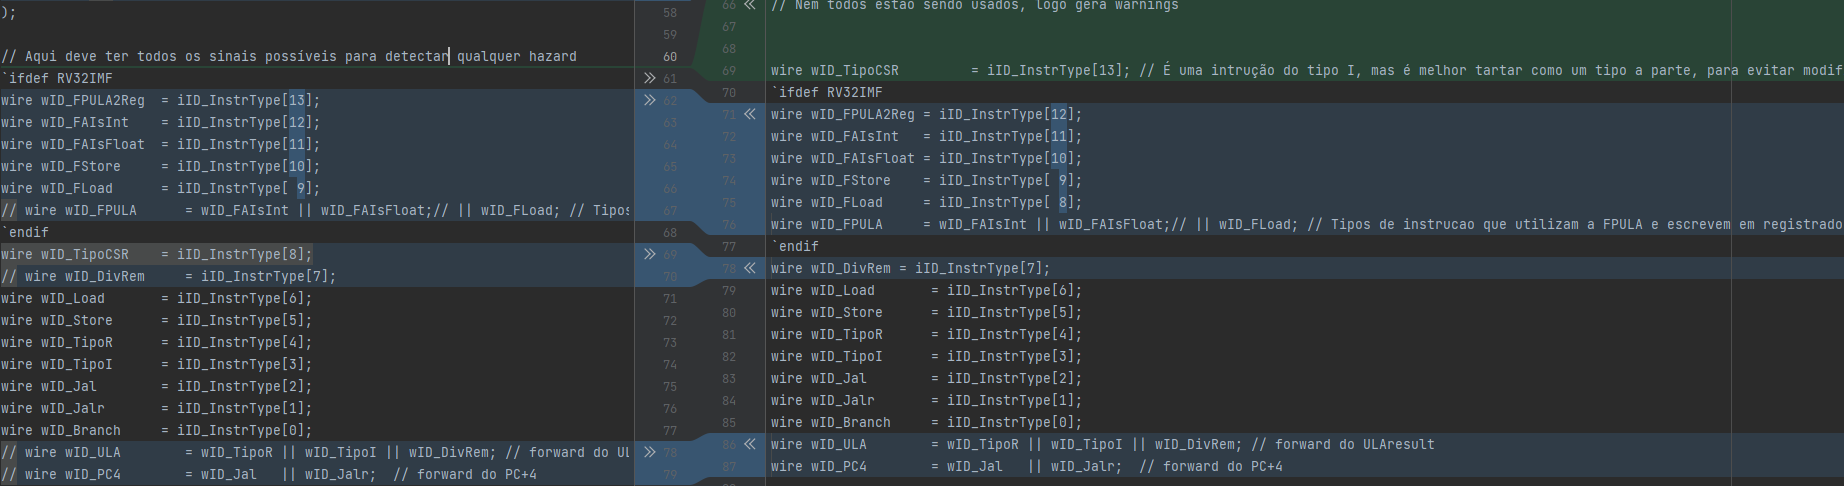 );
58
59
// Aqui deve ter todos os sinais possíveis para detectar qualquer hazard
60
`ifdef RV32IMF
61
wire wID_FPULA2Reg  = iID_InstrType[13];
62
wire wID_FAIsInt    = iID_InstrType[12];
63
wire wID_FAIsFloat  = iID_InstrType[11];
64
wire wID_FStore     = iID_InstrType[10];
65
wire wID_FLoad      = iID_InstrType[ 9];
66
// wire wID_FPULA      = wID_FAIsInt || wID_FAIsFloat;// || wID_FLoad; // Tipos
67
`endif
68
wire wID_TipoCSR    = iID_InstrType[8];
69
// wire wID_DivRem     = iID_InstrType[7];
70
wire wID_Load       = iID_InstrType[6];
71
wire wID_Store      = iID_InstrType[5];
72
wire wID_TipoR      = iID_InstrType[4];
73
wire wID_TipoI      = iID_InstrType[3];
74
wire wID_Jal        = iID_InstrType[2];
75
wire wID_Jalr       = iID_InstrType[1];
76
wire wID_Branch     = iID_InstrType[0];
77
// wire wID_ULA        = wID_TipoR || wID_TipoI || wID_DivRem; // forward do UL
78
// wire wID_PC4        = wID_Jal   || wID_Jalr;  // forward do PC+4
79
66 // Nem todos estão sendo usados, logo gera warnings
67
68
69 wire wID_TipoCSR         = iID_InstrType[13]; // É uma intrução do tipo I, mas é melhor tartar como um tipo a parte, para evitar modif
70 `ifdef RV32IMF
71 wire wID_FPULA2Reg = iID_InstrType[12];
72 wire wID_FAIsInt   = iID_InstrType[11];
73 wire wID_FAIsFloat = iID_InstrType[10];
74 wire wID_FStore    = iID_InstrType[ 9];
75 wire wID_FLoad     = iID_InstrType[ 8];
76 wire wID_FPULA     = wID_FAIsInt || wID_FAIsFloat;// || wID_FLoad; // Tipos de instrucao que utilizam a FPULA e escrevem em registrado
77 `endif
78 wire wID_DivRem = iID_InstrType[7];
79 wire wID_Load       = iID_InstrType[6];
80 wire wID_Store      = iID_InstrType[5];
81 wire wID_TipoR      = iID_InstrType[4];
82 wire wID_TipoI      = iID_InstrType[3];
83 wire wID_Jal        = iID_InstrType[2];
84 wire wID_Jalr       = iID_InstrType[1];
85 wire wID_Branch     = iID_InstrType[0];
86 wire wID_ULA        = wID_TipoR || wID_TipoI || wID_DivRem; // forward do ULAresult
87 wire wID_PC4        = wID_Jal   || wID_Jalr;  // forward do PC+4